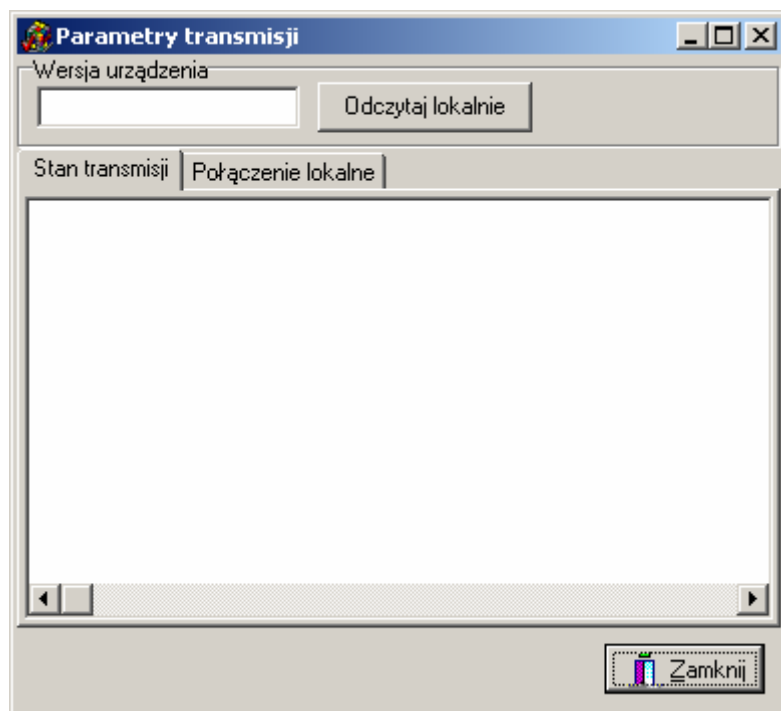 Parametry transmisji
Wersja urządzenia
Odczytaj lokalnie
Stan transmisji Połączenie lokalne
Zamknij